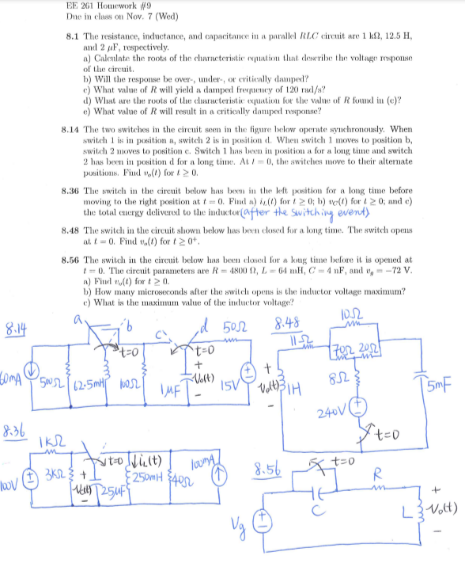 EE 261 Homework #9
Due in class on Nov. 7 (Wed)
8.1 The resistance, inductance, and capacitance in a parallel RLC circuit are 1 kΩ, 12.5 H,
and 2 μF, respectively.
a) Calculate the roots of the characteristic equation that describe the voltage response
of the circuit.
b) Will the response be over-, under-, or critically damped?
c) What value of R will yield a damped frequency of 120 rad/s?
d) What are the roots of the characteristic equation for the value of R found in (c)?
e) What value of R will result in a critically damped response?
8.14 The two switches in the circuit seen in the figure below operate synchronously. When
switch 1 is in position a, switch 2 is in position d. When switch 1 moves to position b,
switch 2 moves to position c. Switch 1 has been in position a for a long time and switch
2 has been in position d for a long time. At t = 0, the switches move to their alternate
positions. Find vₒ(t) for t ≥ 0.
8.36 The switch in the circuit below has been in the left position for a long time before
moving to the right position at t = 0. Find a) i_L(t) for t ≥ 0; b) v_C(t) for t ≥ 0; and c)
the total energy delivered to the inductor (after the switching event)
8.48 The switch in the circuit shown below has been closed for a long time. The switch opens
at t = 0. Find vₒ(t) for t ≥ 0⁺.
8.56 The switch in the circuit below has been closed for a long time before it is opened at
t = 0. The circuit parameters are R = 4800 Ω, L = 64 mH, C = 4 nF, and v_g = −72 V.
a) Find vₒ(t) for t ≥ 0.
b) How many microseconds after the switch opens is the inductor voltage maximum?
c) What is the maximum value of the inductor voltage?
8.14
a b c d 50Ω
t=0 t=0
60mA 500Ω 12.5mH 100Ω 1μF + Vo(t) - 15V
8.48
10Ω
11Ω
70Ω 20Ω
+ Vo(t) - 1H 8Ω 5mF
240V
t=0
8.36
1kΩ
t=0 iL(t) 100mA
100V 3kΩ + Vc(t) - 25μF 250mH 40Ω
8.56
t=0
C R
Vg L + Vo(t) -